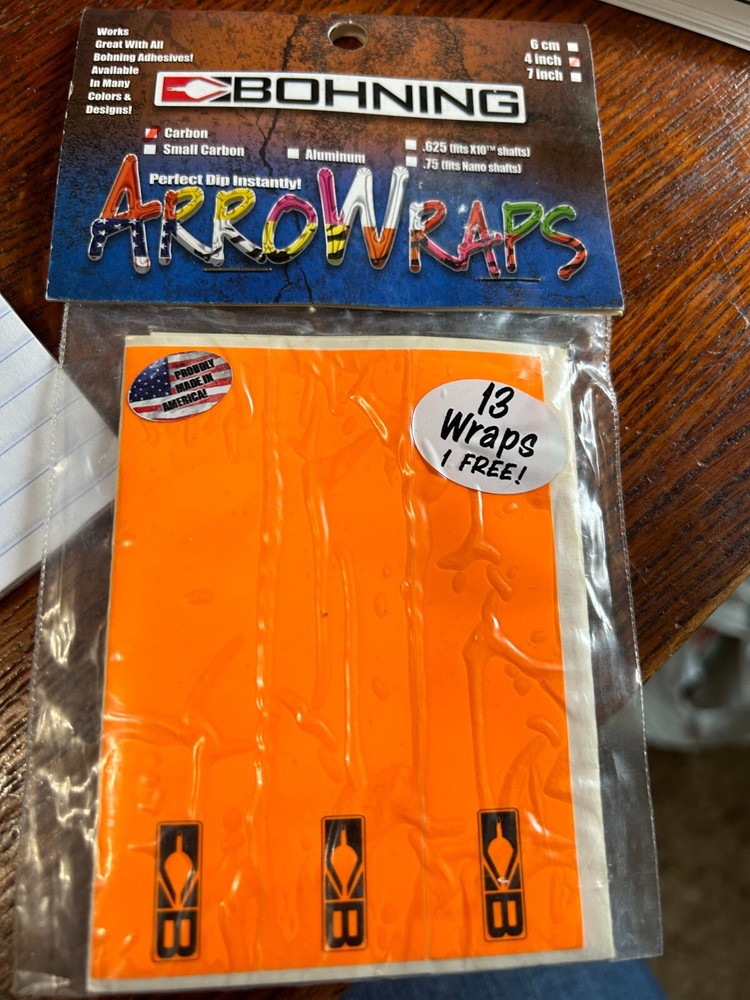 Works
Great With All
Bohning Adhesives!
Available
In Many
Colors &
Designs!
6 cm
4 inch
7 inch
BOHNING
Carbon
Small Carbon
Aluminum
.625 (fits X10™ shafts)
.75 (fits Nano shafts)
Perfect Dip Instantly!
ARROWRAPS
PROUDLY
MADE IN
AMERICA!
13
Wraps
1 FREE!
B
B
B